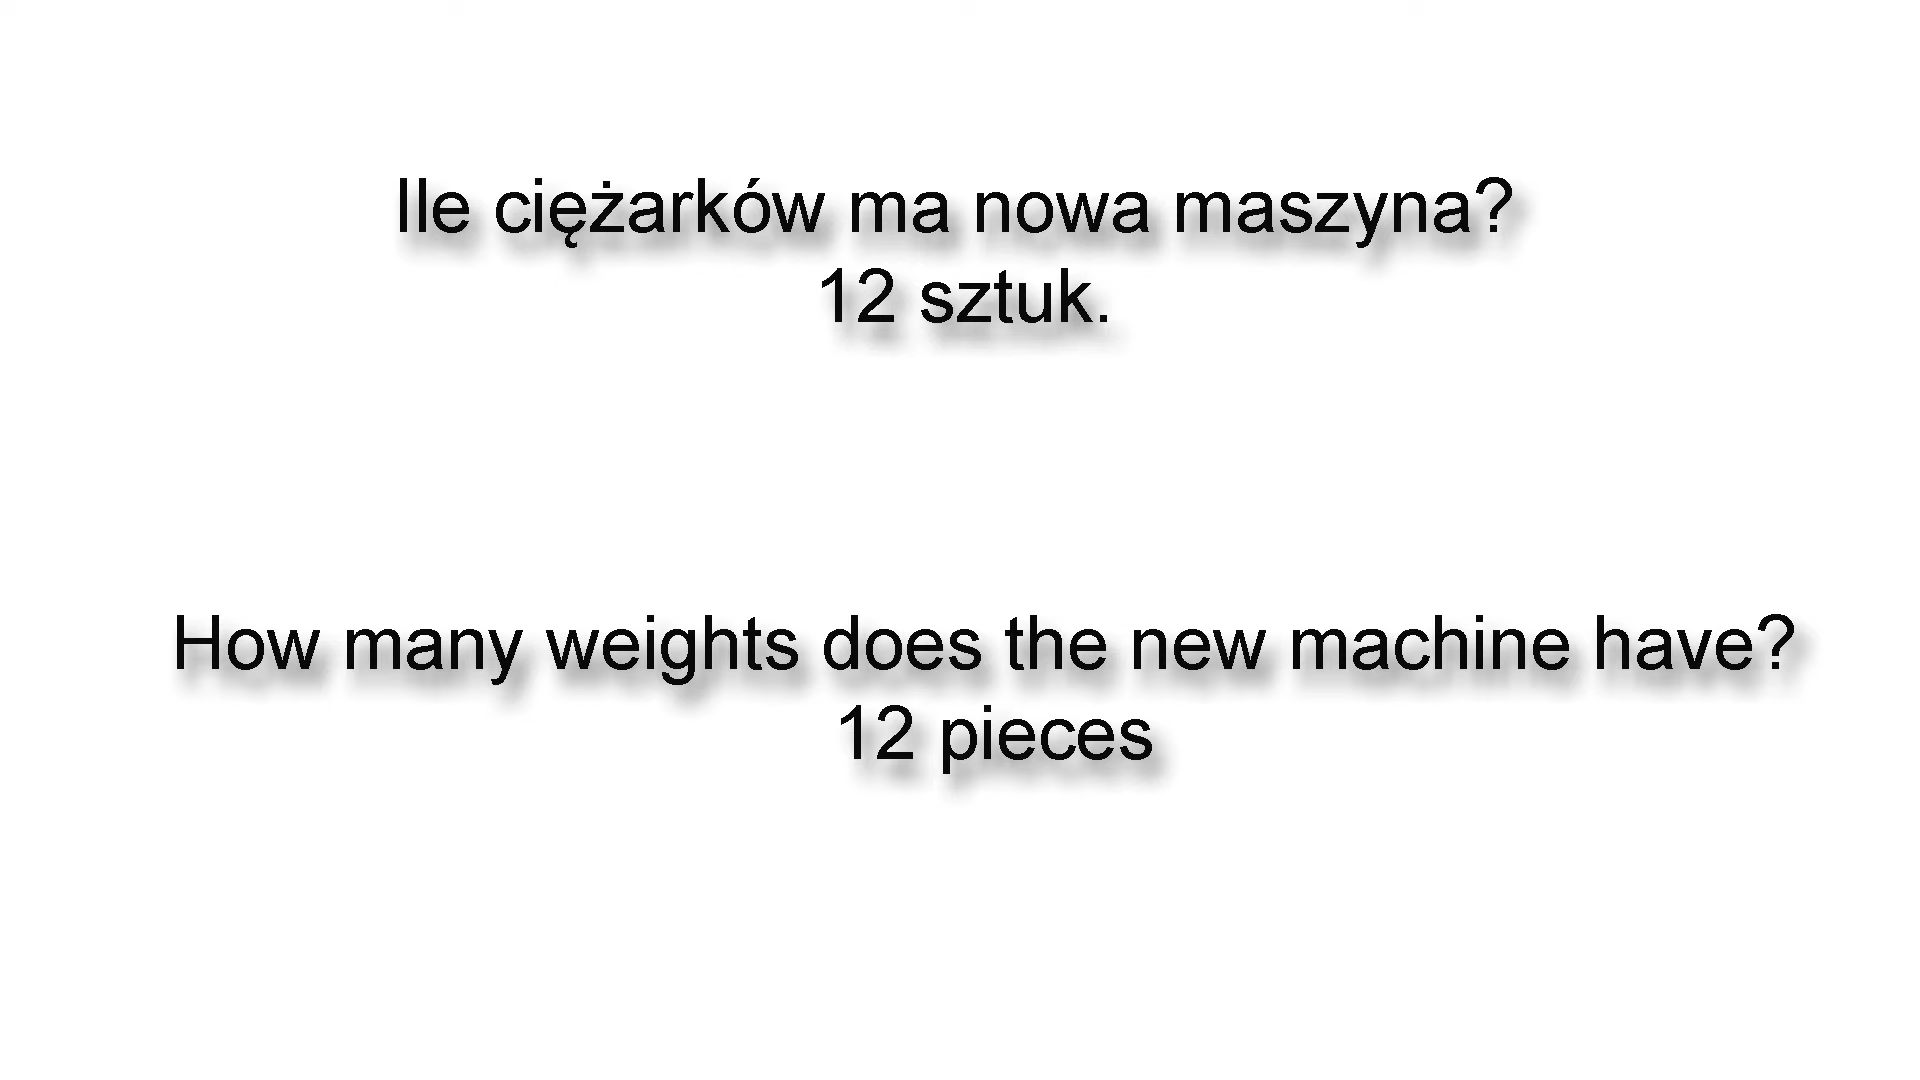 Ile ciężarków ma nowa maszyna?
12 sztuk.
How many weights does the new machine have?
12 pieces